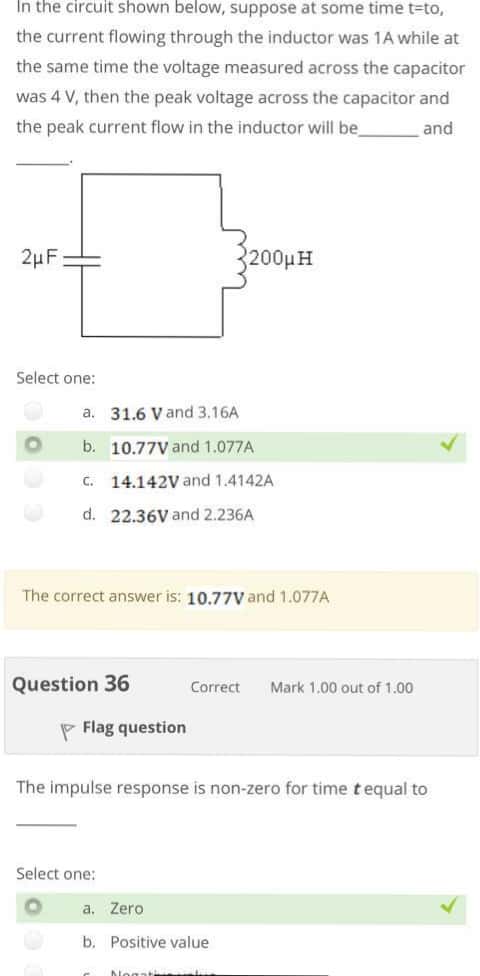 In the circuit shown below, suppose at some time t=to,
the current flowing through the inductor was 1A while at
the same time the voltage measured across the capacitor
was 4 V, then the peak voltage across the capacitor and
the peak current flow in the inductor will be________ and
_______.
2μF
200μH
Select one:
a. 31.6 V and 3.16A
b. 10.77V and 1.077A
c. 14.142V and 1.4142A
d. 22.36V and 2.236A
The correct answer is: 10.77V and 1.077A
Question 36 Correct Mark 1.00 out of 1.00
Flag question
The impulse response is non-zero for time t equal to
________
Select one:
a. Zero
b. Positive value